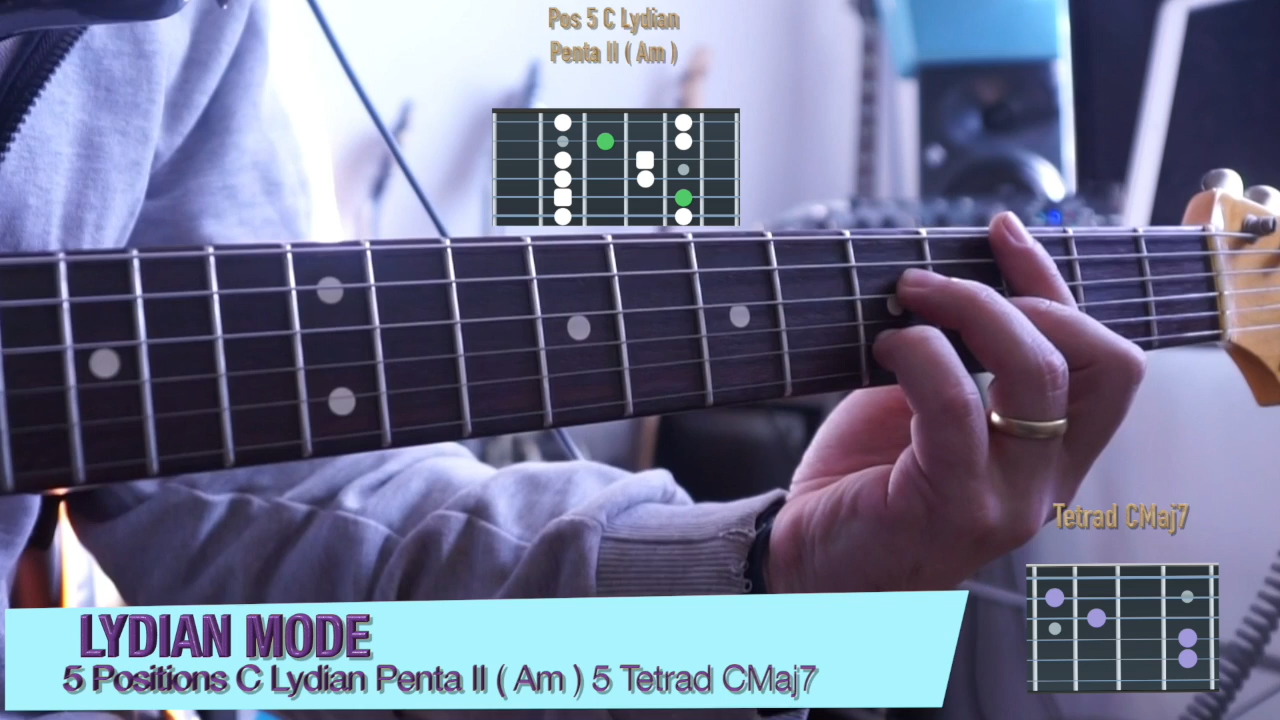 Pos 5 C Lydian
Penta II ( Am )
Tetrad CMaj7
LYDIAN MODE
5 Positions C Lydian Penta II ( Am ) 5 Tetrad CMaj7